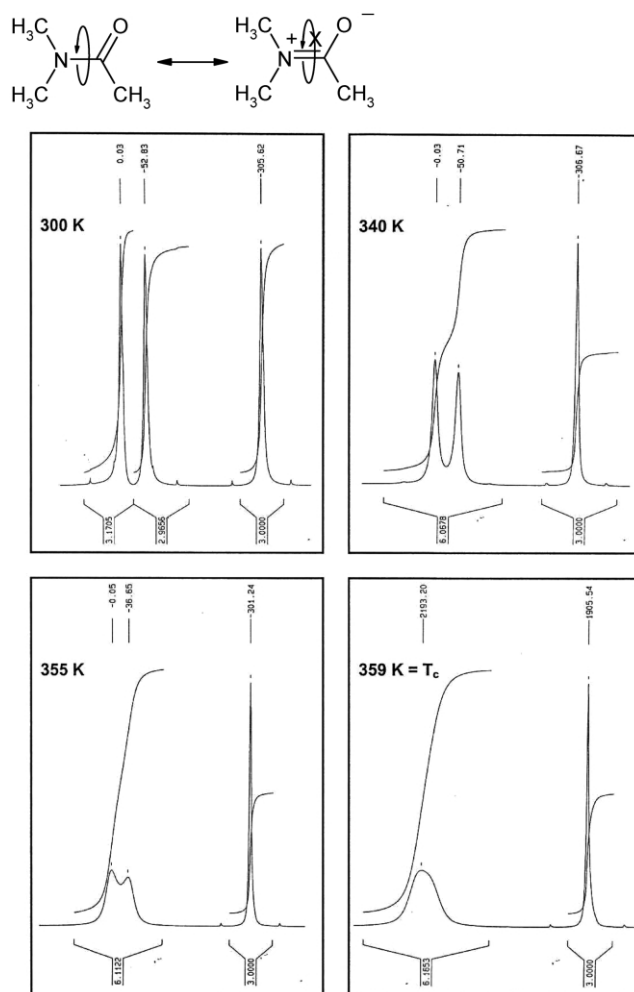 H₃C O H₃C O −
N N +
H₃C CH₃ H₃C CH₃
0.03
-52.83
-305.62
300 K
3.1705
2.9656
3.0000
-0.03
-50.71
-306.67
340 K
6.0678
3.0000
-0.05
-36.65
-301.24
355 K
6.1122
3.0000
2193.20
1905.54
359 K = Tc
6.1853
3.0000